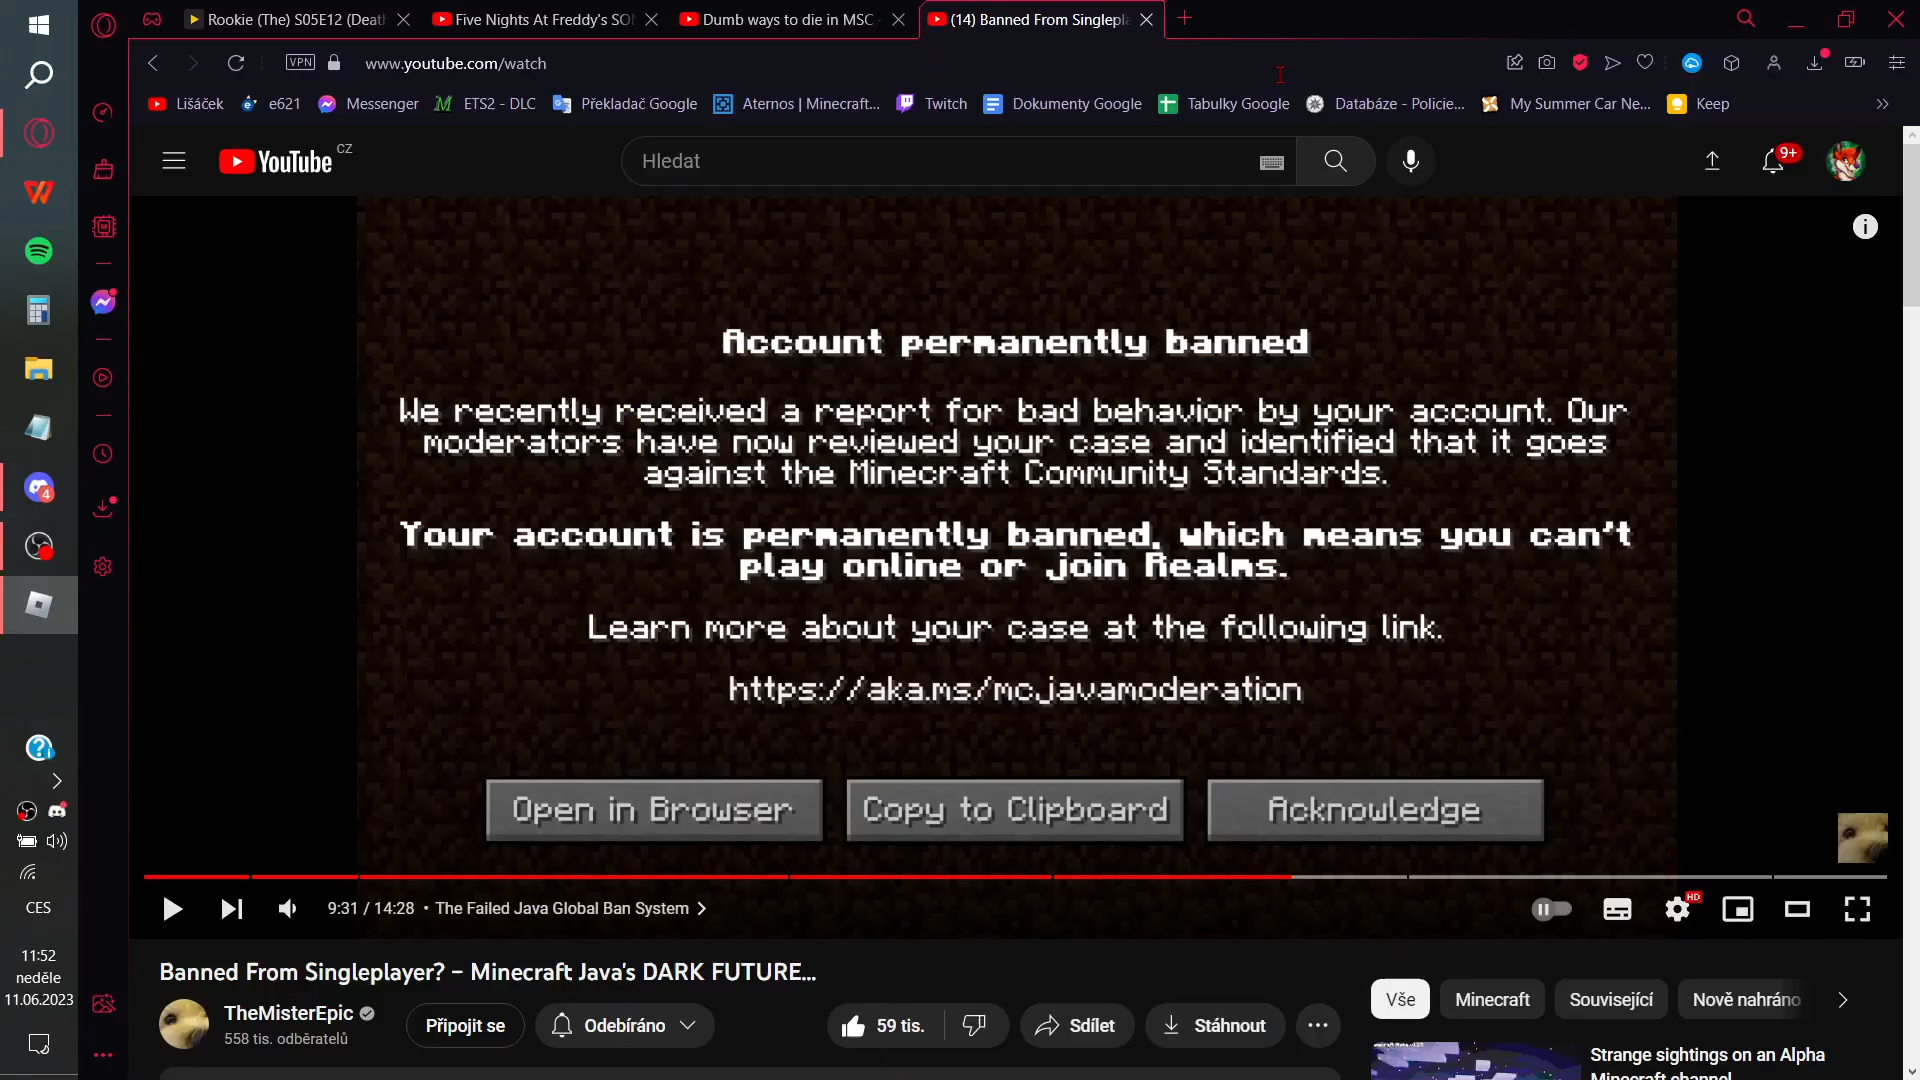 Rookie (The) S05E12 (Death
Five Nights At Freddy's SON
Dumb ways to die in MSC -
(14) Banned From Singlepla
VPN
www.youtube.com/watch
Lišáček
e621
Messenger
ETS2 - DLC
Překladač Google
Aternos | Minecraft...
Twitch
Dokumenty Google
Tabulky Google
Databáze - Policie...
My Summer Car Ne...
Keep
YouTube CZ
Hledat
9+
Account permanently banned
We recently received a report for bad behavior by your account. Our
moderators have now reviewed your case and identified that it goes
against the Minecraft Community Standards.
Your account is permanently banned, which means you can't
play online or join Realms.
Learn more about your case at the following link.
https://aka.ms/mcjavamoderation
Open in Browser
Copy to Clipboard
Acknowledge
9:31 / 14:28 • The Failed Java Global Ban System
HD
4
CES
11:52
neděle
11.06.2023
Banned From Singleplayer? – Minecraft Java's DARK FUTURE...
TheMisterEpic
558 tis. odběratelů
Připojit se
Odebíráno
59 tis.
Sdílet
Stáhnout
Vše
Minecraft
Související
Nově nahráno
Strange sightings on an Alpha
Minecraft channel